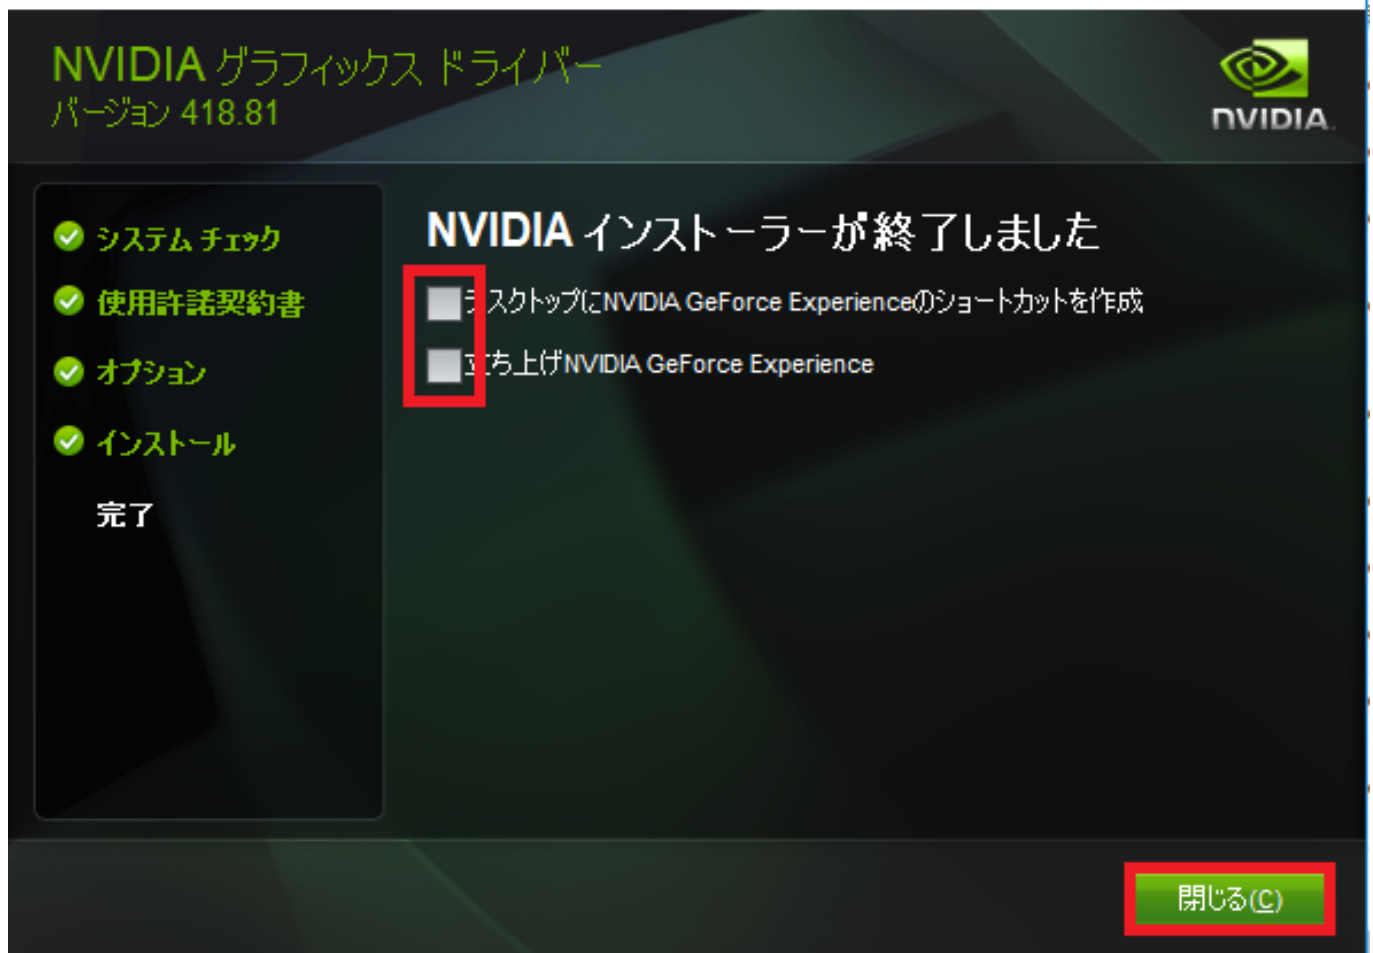 NVIDIA グラフィックス ドライバー
バージョン 418.81
NVIDIA.
システム チェック
使用許諾契約書
オプション
インストール
完了
NVIDIA インストーラーが終了しました
デスクトップにNVIDIA GeForce Experienceのショートカットを作成
立ち上げNVIDIA GeForce Experience
閉じる(C)